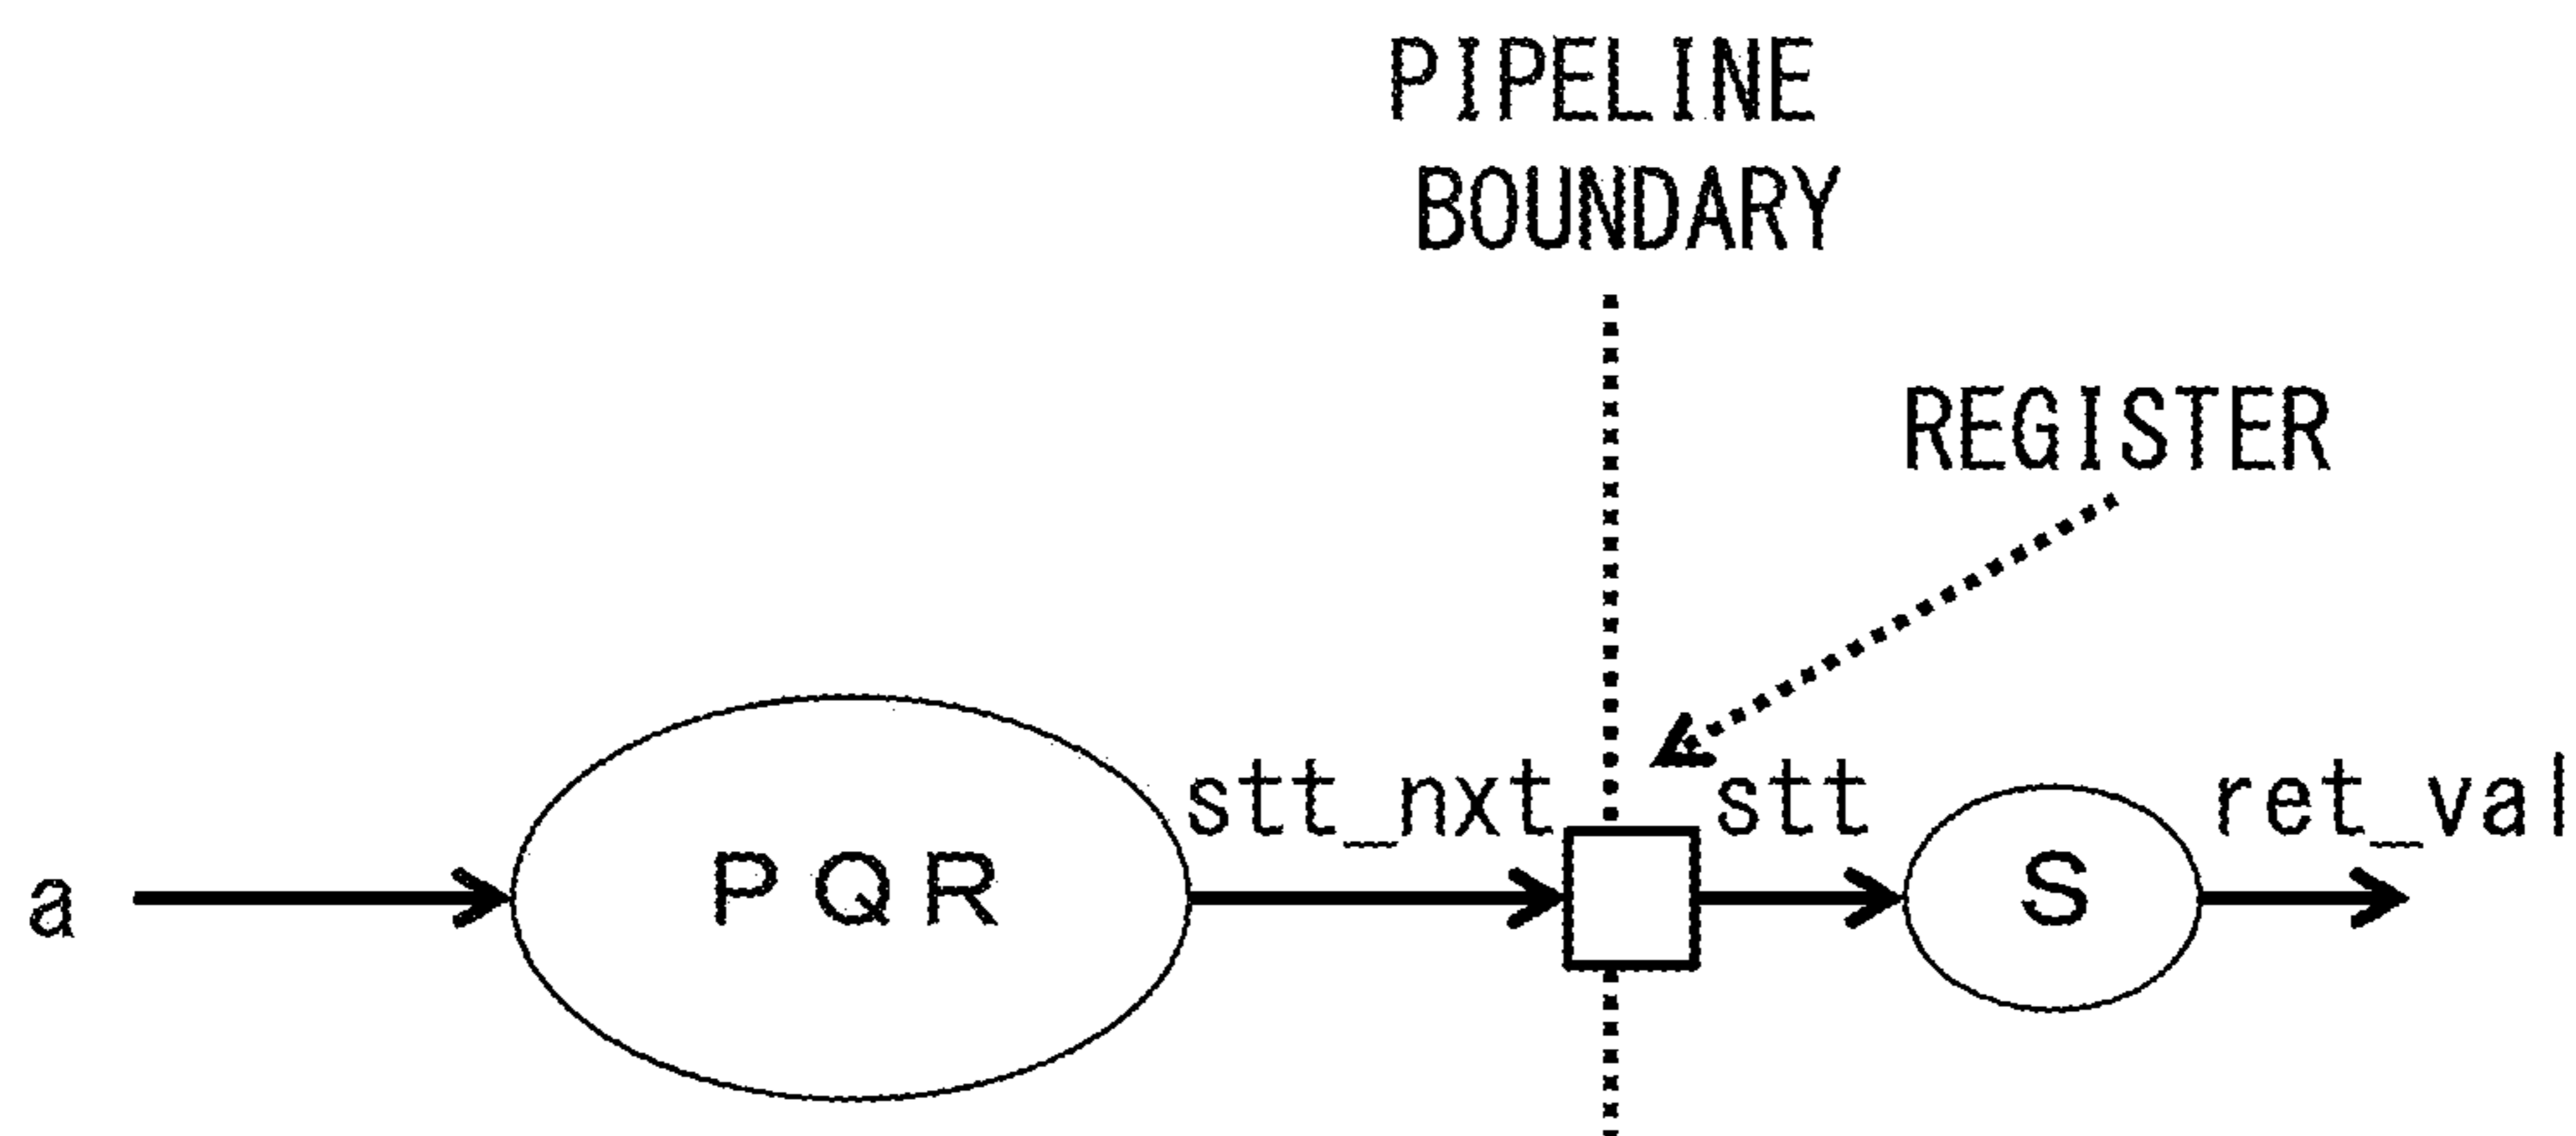 PIPELINE
BOUNDARY
REGISTER
stt_nxt
stt
ret_val
a
PQR
S